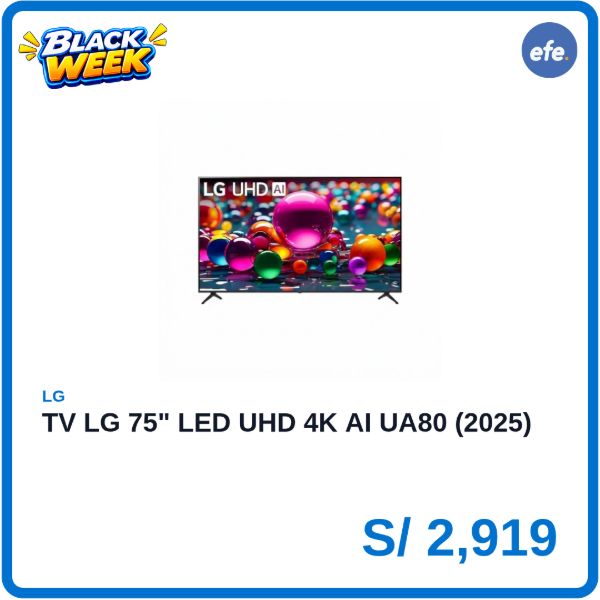 BLACK
WEEK
efe.
LG UHD AI
LG
TV LG 75" LED UHD 4K AI UA80 (2025)
S/ 2,919